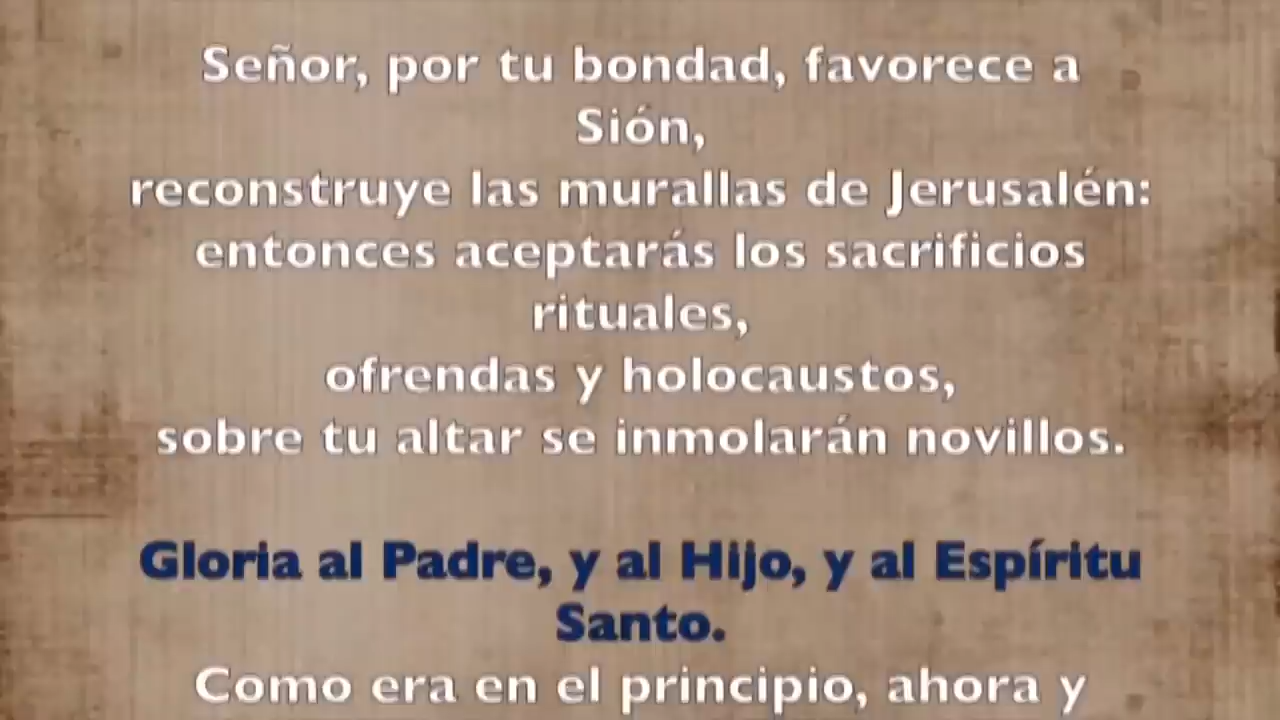 Señor, por tu bondad, favorece a
Sión,
reconstruye las murallas de Jerusalén:
entonces aceptarás los sacrificios
rituales,
ofrendas y holocaustos,
sobre tu altar se inmolarán novillos.
Gloria al Padre, y al Hijo, y al Espíritu
Santo.
Como era en el principio, ahora y